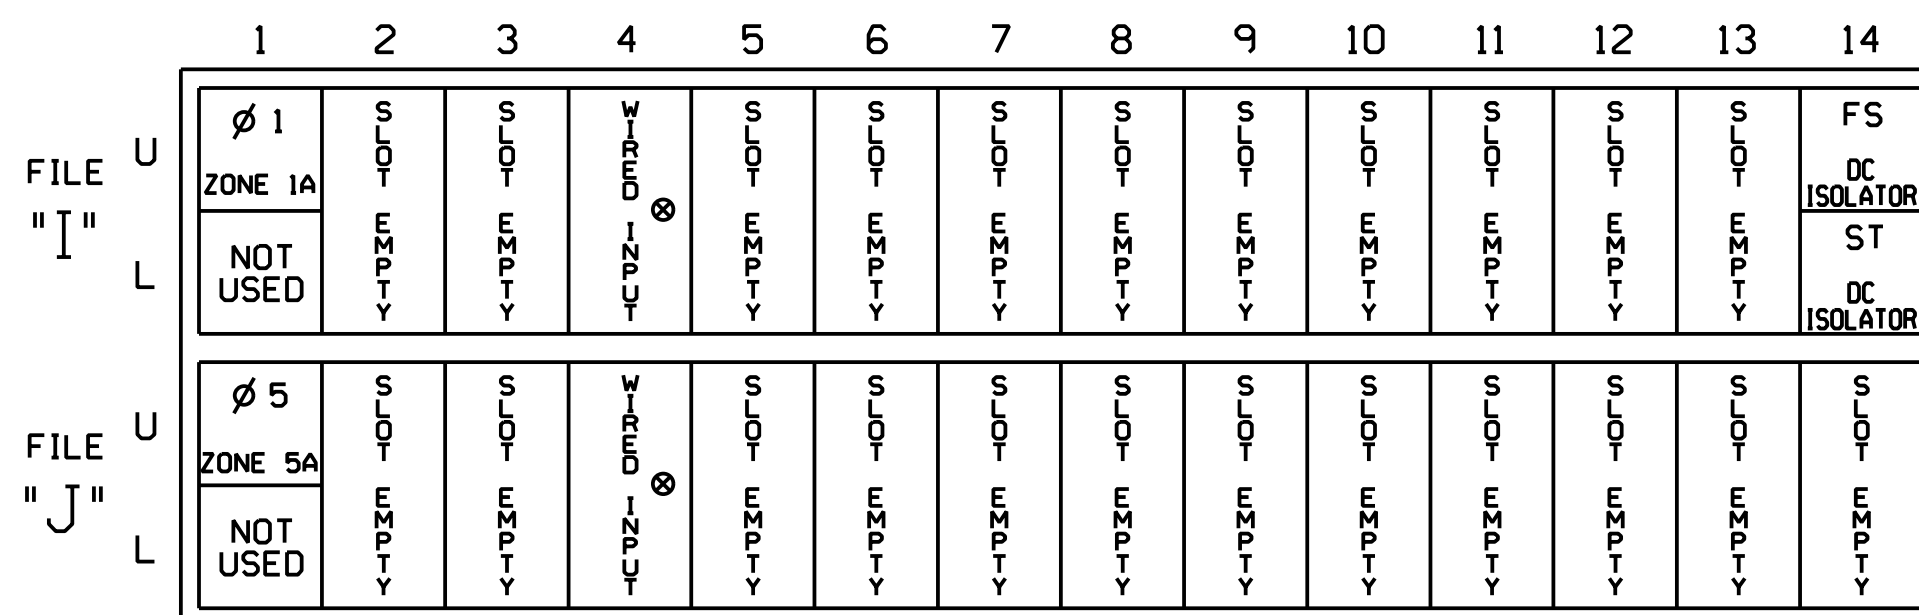 1 2 3 4 5 6 7 8 9 10 11 12 13 14
FILE "I"
U
L
Ø 1
ZONE 1A
NOT USED
SLOT EMPTY
SLOT EMPTY
WIRED INPUT
SLOT EMPTY
SLOT EMPTY
SLOT EMPTY
SLOT EMPTY
SLOT EMPTY
SLOT EMPTY
SLOT EMPTY
SLOT EMPTY
SLOT EMPTY
FS
DC
ISOLATOR
ST
DC
ISOLATOR
FILE "J"
U
L
Ø 5
ZONE 5A
NOT USED
SLOT EMPTY
SLOT EMPTY
WIRED INPUT
SLOT EMPTY
SLOT EMPTY
SLOT EMPTY
SLOT EMPTY
SLOT EMPTY
SLOT EMPTY
SLOT EMPTY
SLOT EMPTY
SLOT EMPTY
SLOT EMPTY